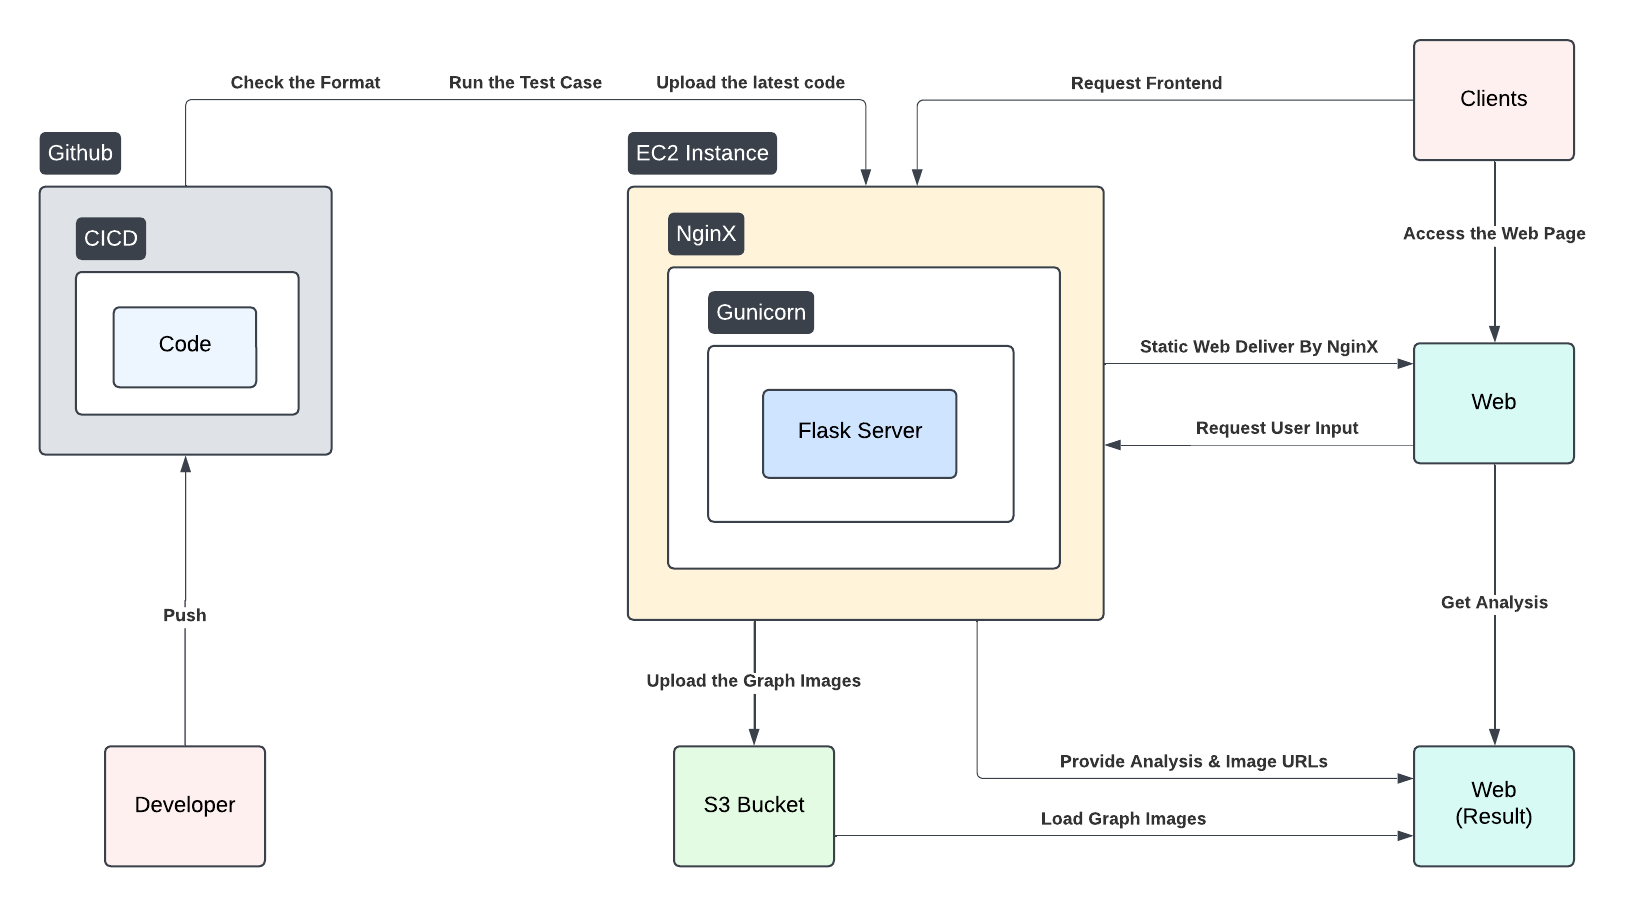 Check the Format
Run the Test Case
Upload the latest code
Request Frontend
Clients
Github
EC2 Instance
CICD
NginX
Access the Web Page
Gunicorn
Code
Static Web Deliver By NginX
Web
Flask Server
Request User Input
Push
Get Analysis
Upload the Graph Images
Provide Analysis & Image URLs
Developer
S3 Bucket
Web
(Result)
Load Graph Images